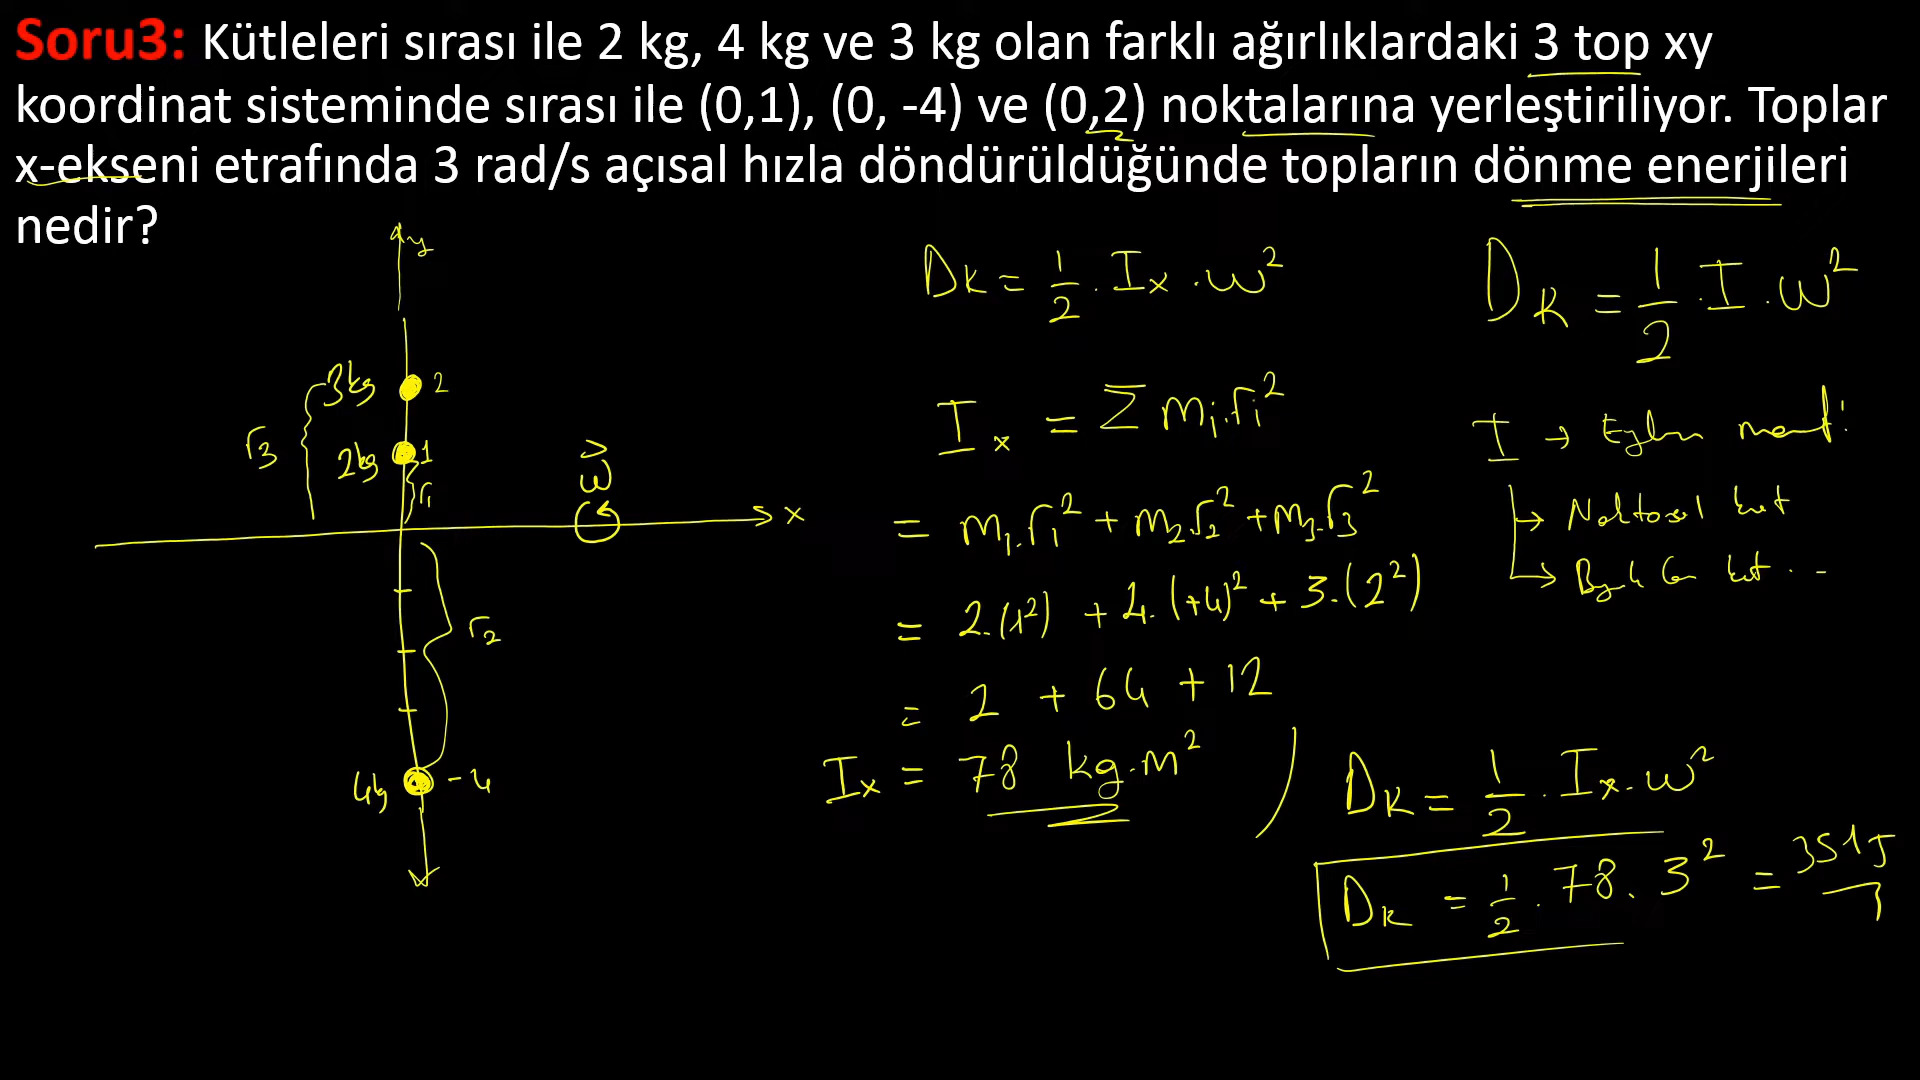 Soru3: Kütleleri sırası ile 2 kg, 4 kg ve 3 kg olan farklı ağırlıklardaki 3 top xy
koordinat sisteminde sırası ile (0,1), (0, -4) ve (0,2) noktalarına yerleştiriliyor. Toplar
x-ekseni etrafında 3 rad/s açısal hızla döndürüldüğünde topların dönme enerjileri
nedir?
y
3kg 2
r₃
2kg 1
r₁
ω⃗
x
r₂
4kg -4
Dk = 1/2 . Ix . ω²
Ix = Σ mi.ri²
= m₁.r₁² + m₂.r₂² + m₃.r₃²
= 2.(1²) + 4.(+4)² + 3.(2²)
= 2 + 64 + 12
Ix = 78 kg.m²
DK = 1/2 . I . ω²
I →
→ Noktasal
→
DK = 1/2 . Ix . ω²
Dk = 1/2 . 78 . 3² = 351 J